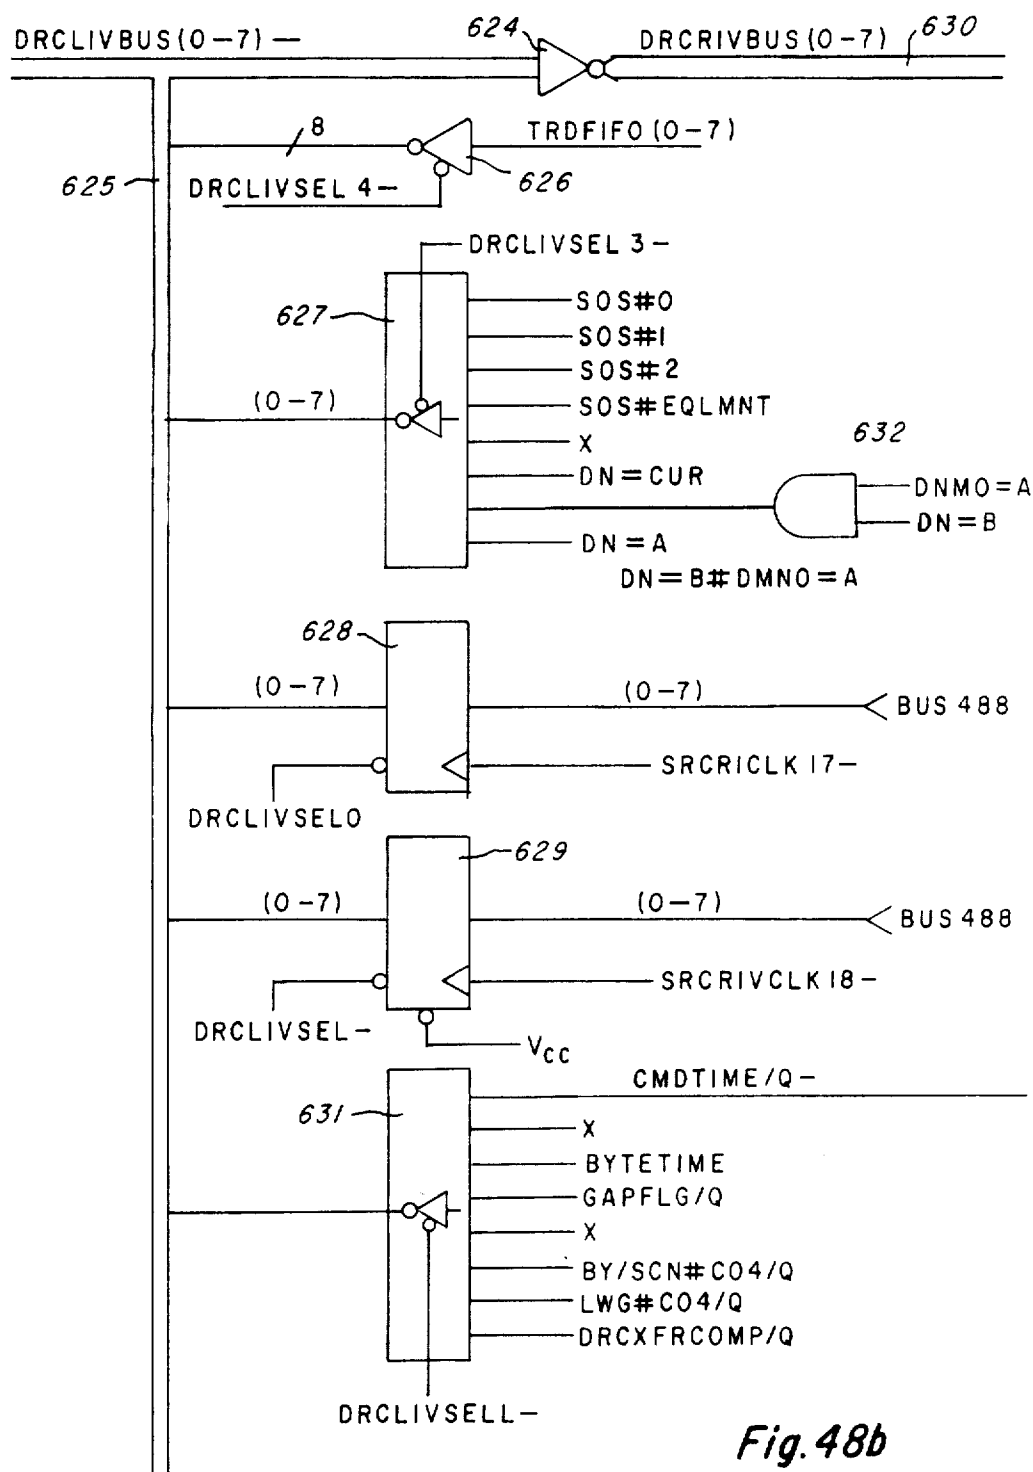 DRCLIVBUS(0-7)-
624
DRCRIVBUS(0-7)
630
8
TRDFIFO(0-7)
625
626
DRCLIVSEL 4-
DRCLIVSEL 3-
627
SOS#0
SOS#1
SOS#2
(0-7)
SOS#EQLMNT
632
X
DN=CUR
DNMO=A
DN=B
DN=A
DN=B#DMNO=A
628
(0-7)
(0-7)
BUS 488
SRCRICLK 17-
DRCLIVSEL0
629
(0-7)
(0-7)
BUS 488
SRCRIVCLK 18-
DRCLIVSEL-
VCC
CMDTIME/Q-
631
X
BYTETIME
GAPFLG/Q
X
BY/SCN#CO4/Q
LWG#CO4/Q
DRCXFRCOMP/Q
DRCLIVSELL-
Fig. 48b